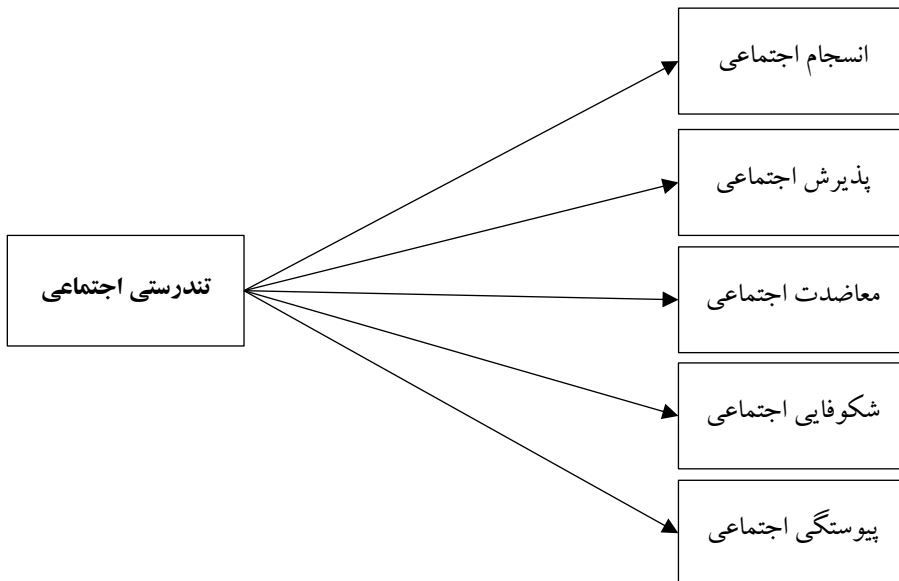 انسجام اجتماعی
پذیرش اجتماعی
تندرستی اجتماعی
معاضدت اجتماعی
شکوفایی اجتماعی
پیوستگی اجتماعی